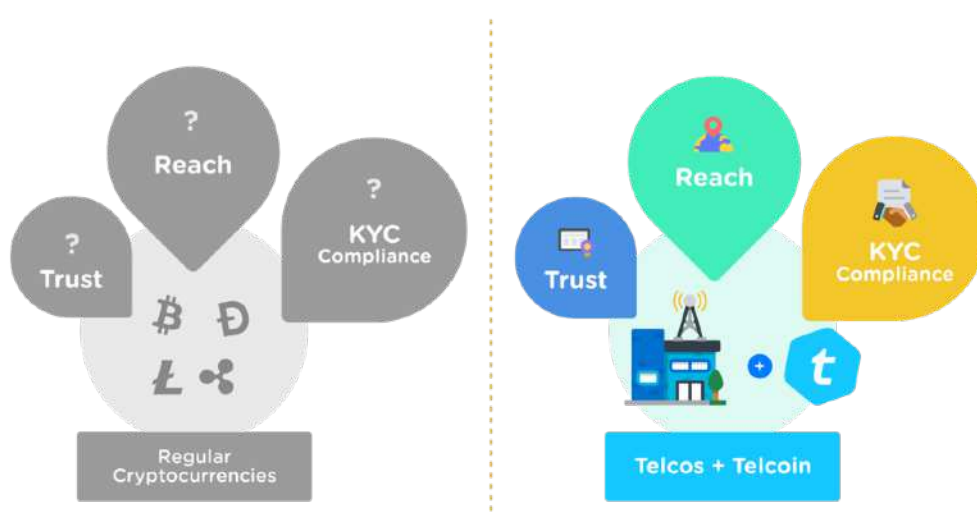 ?
Reach
?
KYC
Compliance
?
Trust
Regular
Cryptocurrencies
Reach
KYC
Compliance
Trust
+
t
Telcos + Telcoin